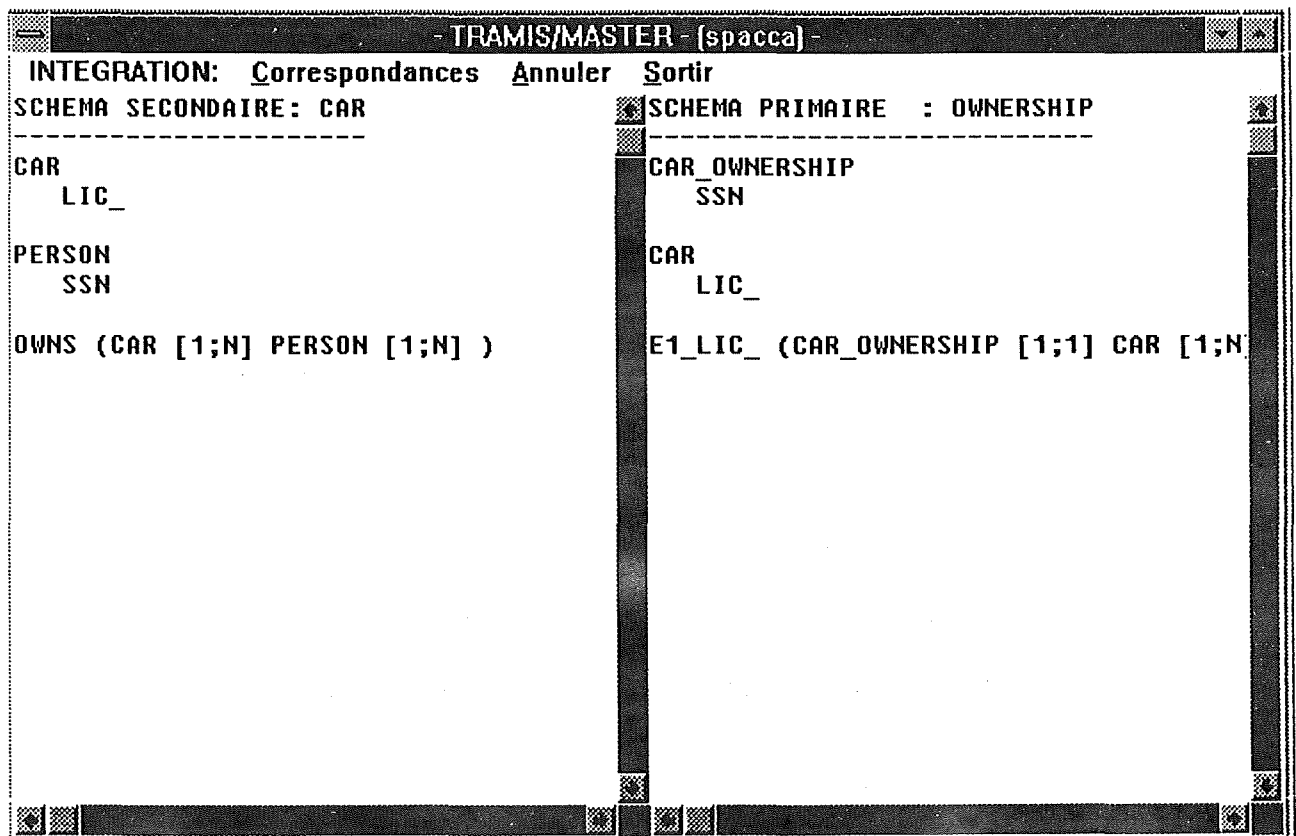 - TRAMIS/MASTER - (spacca) -
INTEGRATION: Correspondances Annuler Sortir
SCHEMA SECONDAIRE: CAR
-----------------------
CAR
LIC_
PERSON
SSN
OWNS (CAR [1;N] PERSON [1;N] )
SCHEMA PRIMAIRE : OWNERSHIP
-----------------------------
CAR_OWNERSHIP
SSN
CAR
LIC_
E1_LIC_ (CAR_OWNERSHIP [1;1] CAR [1;N]